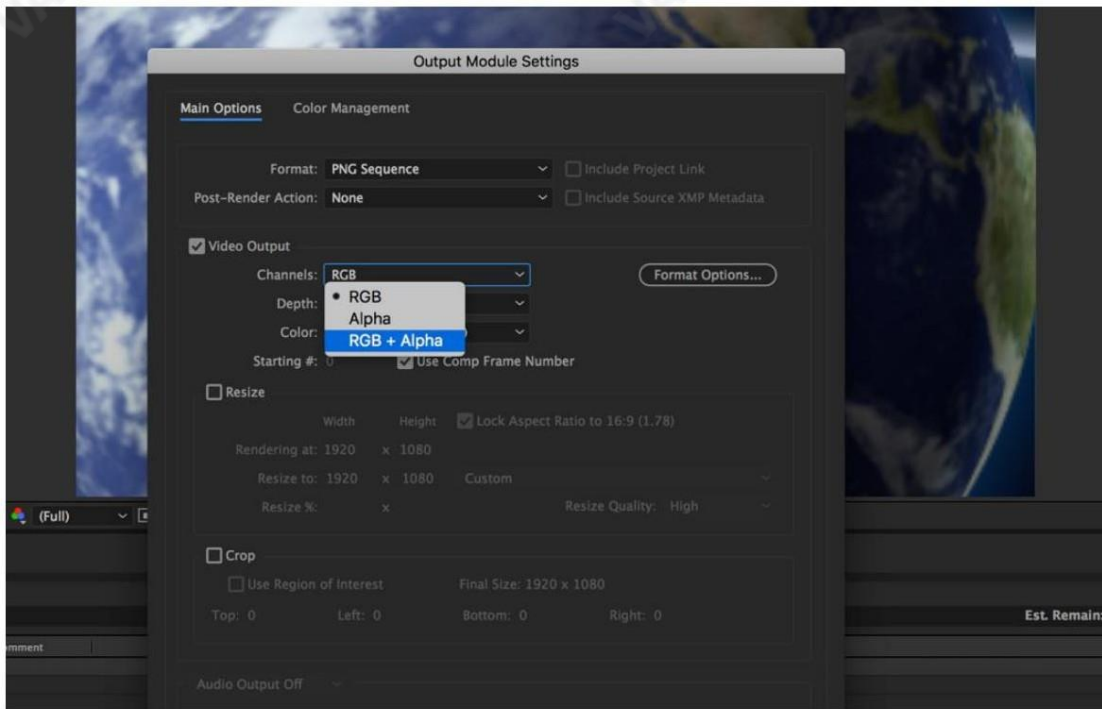 Output Module Settings
Main Options Color Management
Format: PNG Sequence Include Project Link
Post-Render Action: None Include Source XMP Metadata
Video Output
Channels: RGB Format Options...
RGB
Depth:
Alpha
Color:
RGB + Alpha
Starting #: 0 Use Comp Frame Number
Resize
Width Height Lock Aspect Ratio to 16:9 (1.78)
Rendering at: 1920 x 1080
Resize to: 1920 x 1080 Custom
(Full) Resize %: x Resize Quality: High
Crop
Use Region of Interest Final Size: 1920 x 1080
Top: 0 Left: 0 Bottom: 0 Right: 0
Est. Remain:
omment
Audio Output Off